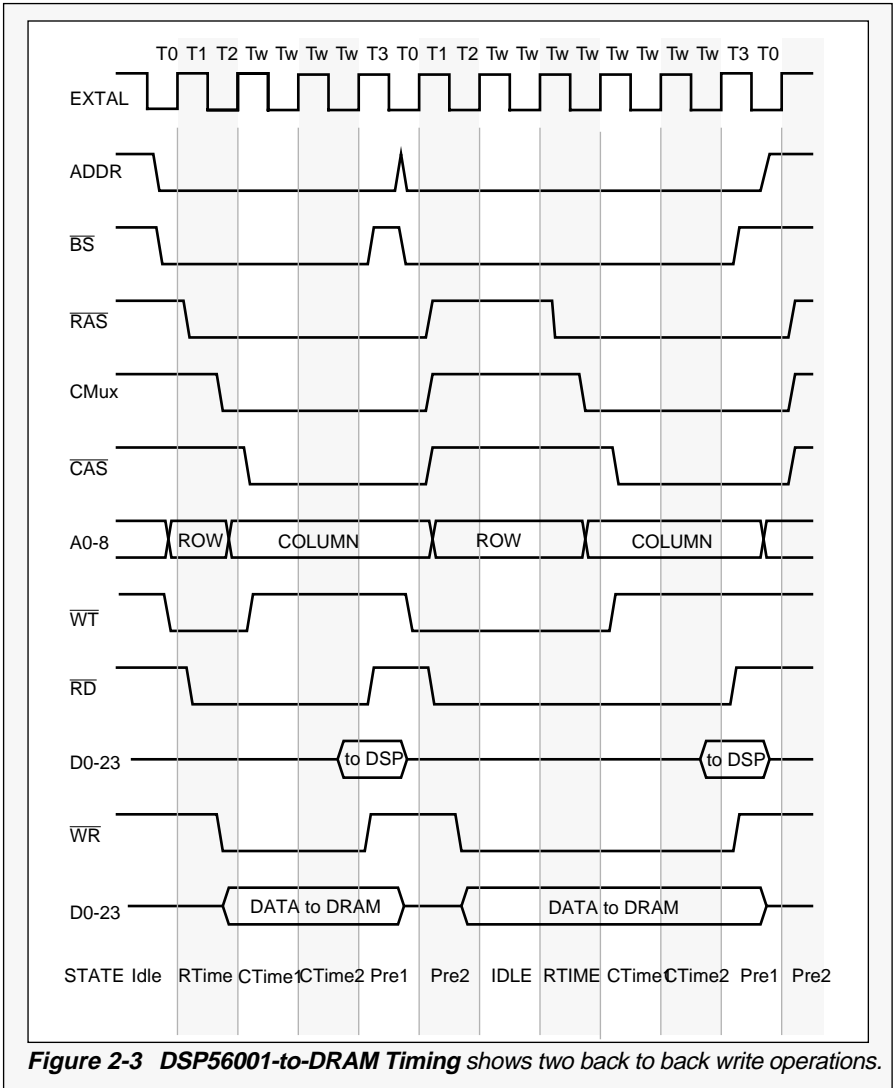 T0 T1 T2 Tw Tw Tw Tw T3 T0 T1 T2 Tw Tw Tw Tw Tw Tw Tw Tw T3 T0
EXTAL
ADDR
BS
RAS
CMux
CAS
A0-8 ROW COLUMN ROW COLUMN
WT
RD
D0-23 to DSP to DSP
WR
D0-23 DATA to DRAM DATA to DRAM
STATE Idle RTime CTime1 CTime2 Pre1 Pre2 IDLE RTIME CTime1 CTime2 Pre1 Pre2
Figure 2-3 DSP56001-to-DRAM Timing shows two back to back write operations.